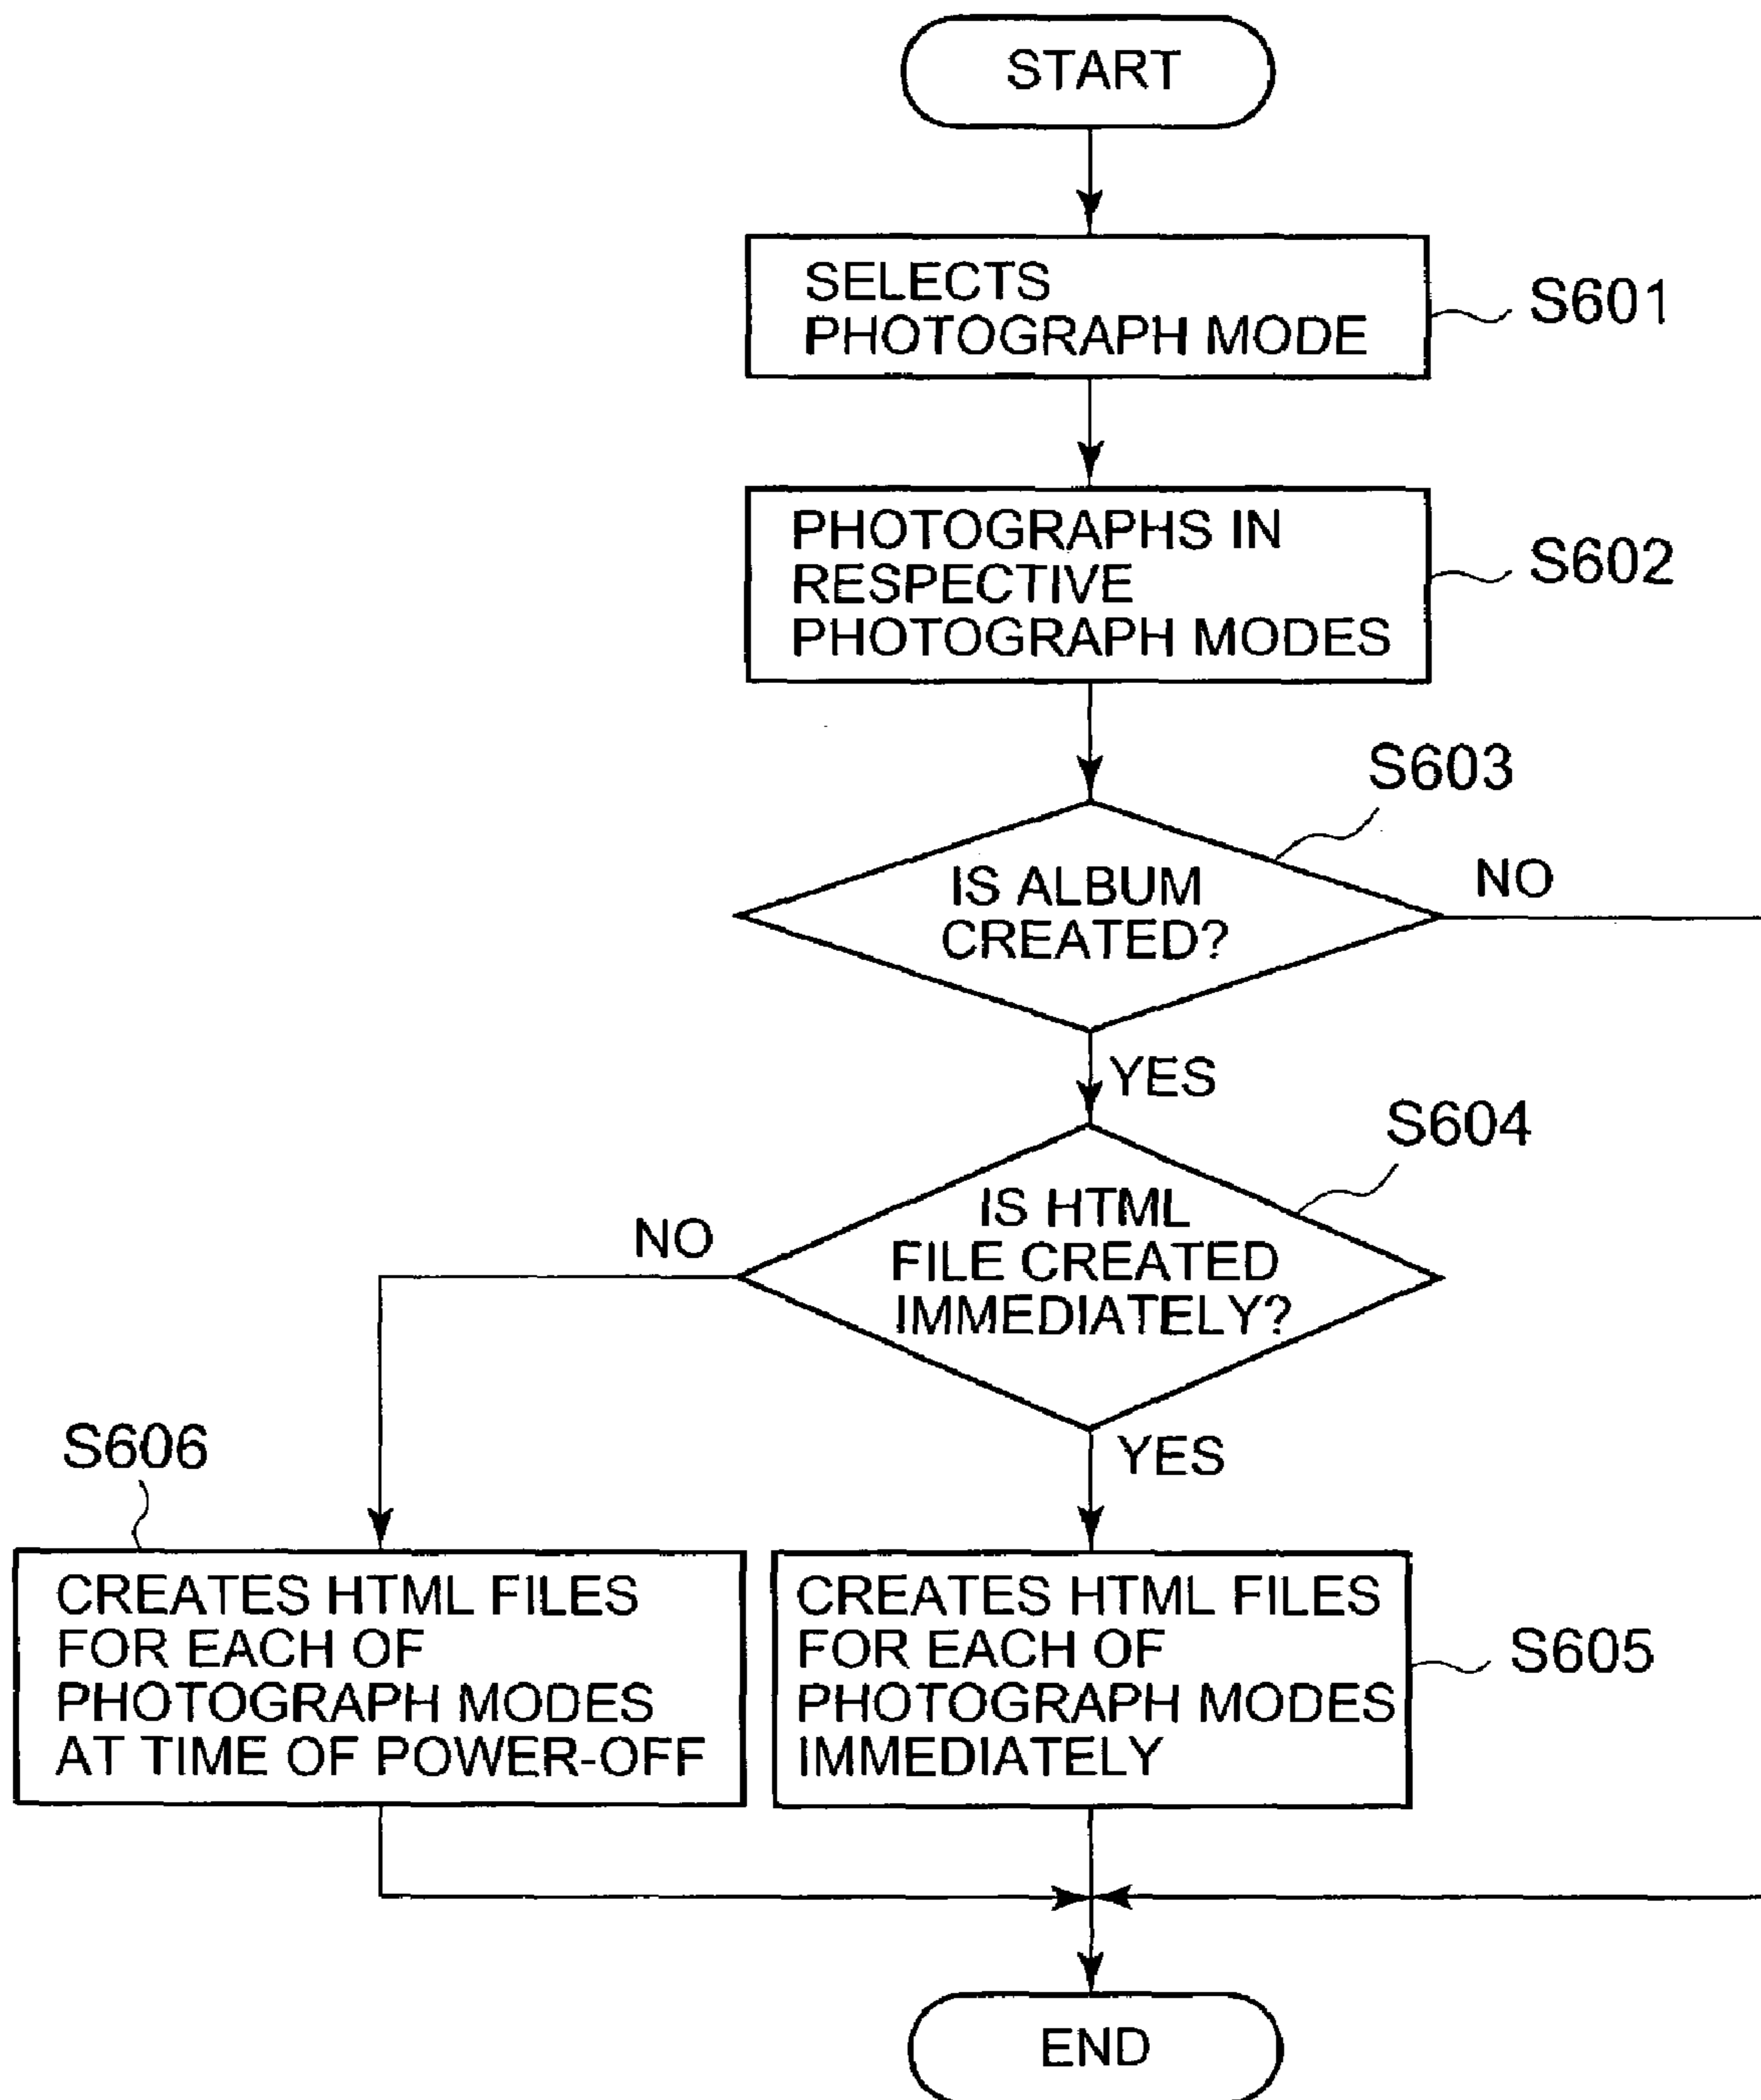 START
SELECTS
PHOTOGRAPH MODE
S601
PHOTOGRAPHS IN
RESPECTIVE
PHOTOGRAPH MODES
S602
S603
IS ALBUM
CREATED?
NO
YES
S604
IS HTML
FILE CREATED
IMMEDIATELY?
NO
YES
S606
CREATES HTML FILES
FOR EACH OF
PHOTOGRAPH MODES
AT TIME OF POWER-OFF
CREATES HTML FILES
FOR EACH OF
PHOTOGRAPH MODES
IMMEDIATELY
S605
END